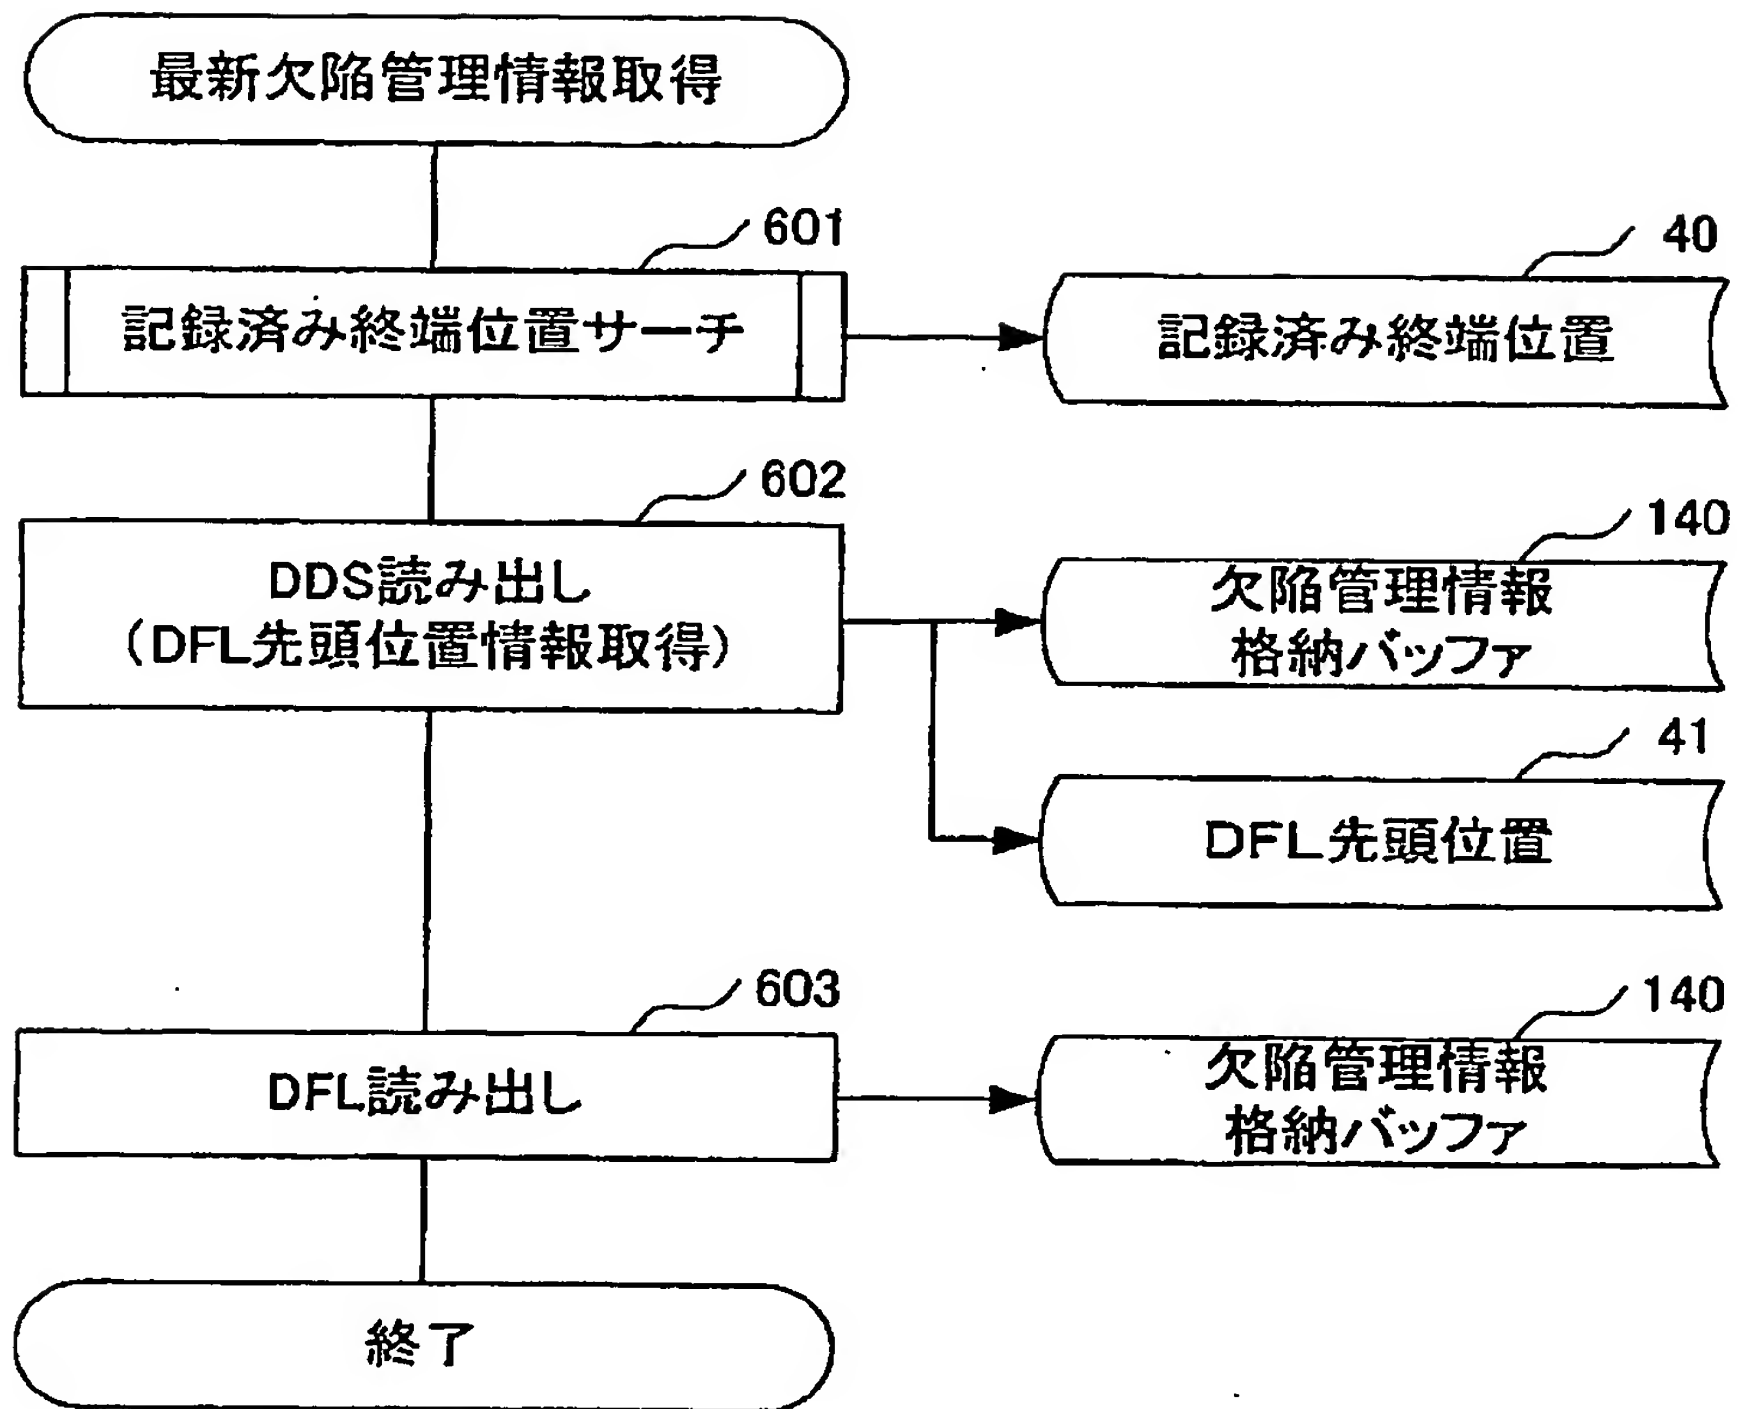 最新欠陥管理情報取得
601
記録済み終端位置サーチ
40
記録済み終端位置
602
DDS読み出し
（DFL先頭位置情報取得）
140
欠陥管理情報
格納バッファ
41
DFL先頭位置
603
DFL読み出し
140
欠陥管理情報
格納バッファ
終了